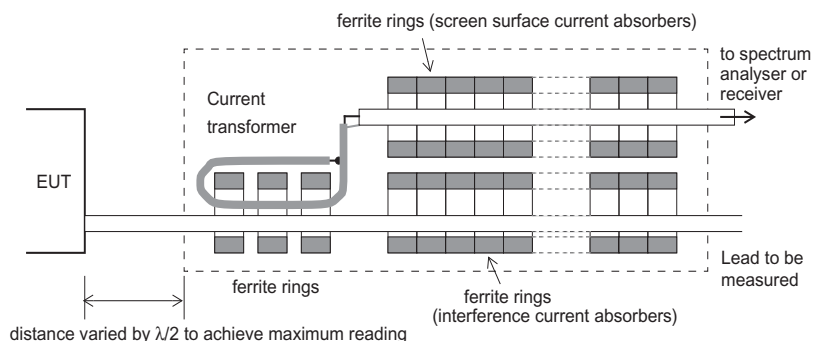 ferrite rings (screen surface current absorbers)
to spectrum
analyser or
receiver
Current
transformer
EUT
Lead to be
measured
ferrite rings
ferrite rings
(interference current absorbers)
distance varied by λ/2 to achieve maximum reading